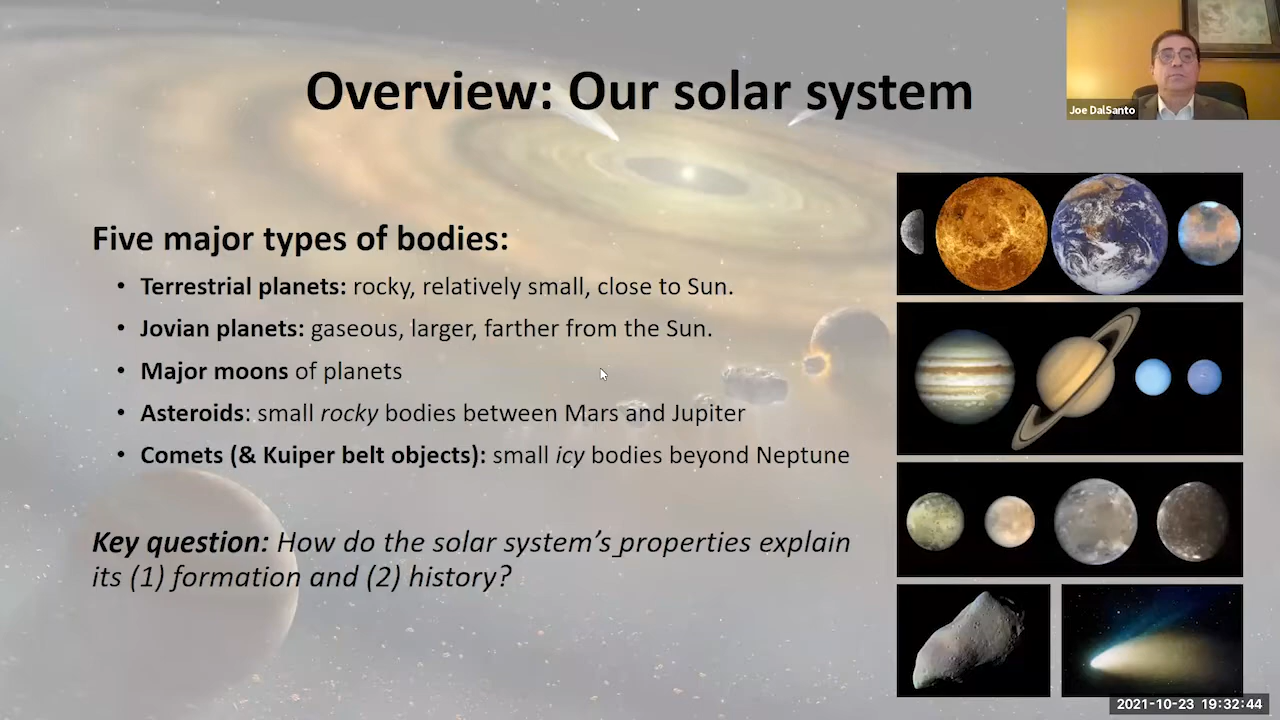 Overview: Our solar system
Joe DalSanto
Five major types of bodies:
• Terrestrial planets: rocky, relatively small, close to Sun.
• Jovian planets: gaseous, larger, farther from the Sun.
• Major moons of planets
• Asteroids: small rocky bodies between Mars and Jupiter
• Comets (& Kuiper belt objects): small icy bodies beyond Neptune
Key question: How do the solar system's properties explain
its (1) formation and (2) history?
2021-10-23 19:32:44